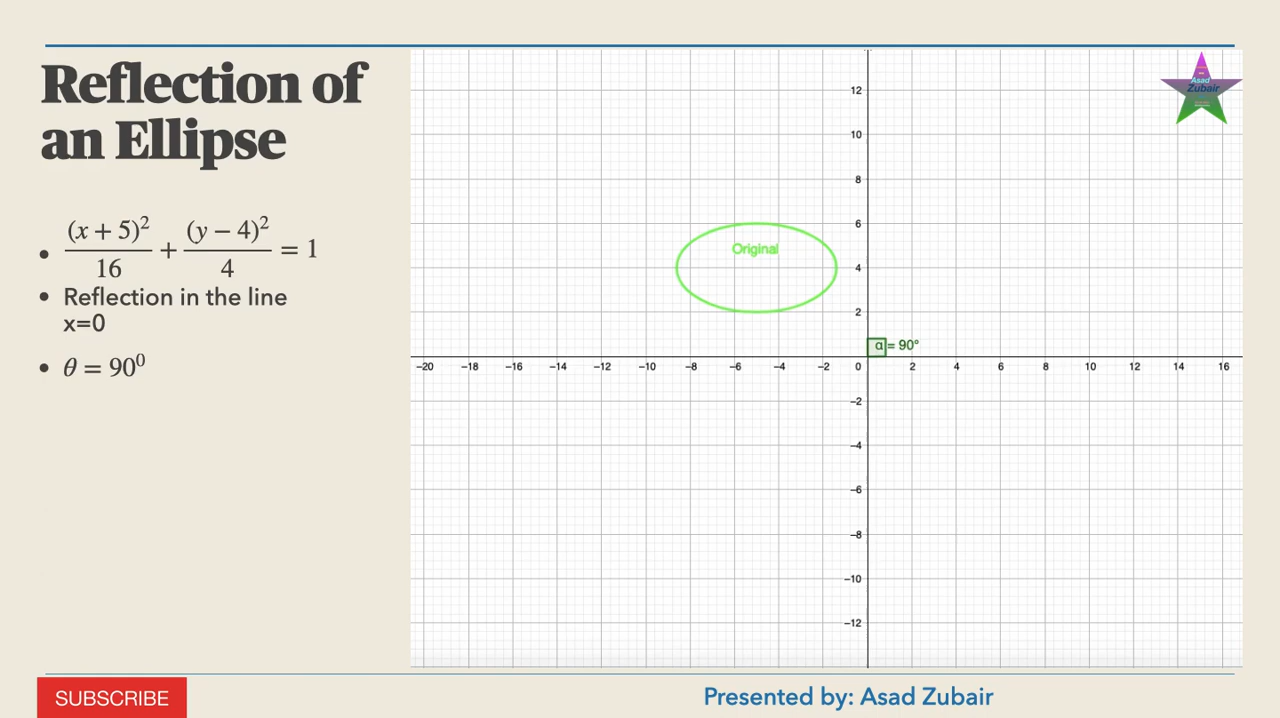 Reflection of
an Ellipse
• (x + 5)²/16 + (y − 4)²/4 = 1
• Reflection in the line
x=0
• θ = 90⁰
Original
α = 90°
12
10
8
6
4
2
−20 −18 −16 −14 −12 −10 −8 −6 −4 −2 0 2 4 6 8 10 12 14 16
−2
−4
−6
−8
−10
−12
Asad
Zubair
SUBSCRIBE
Presented by: Asad Zubair